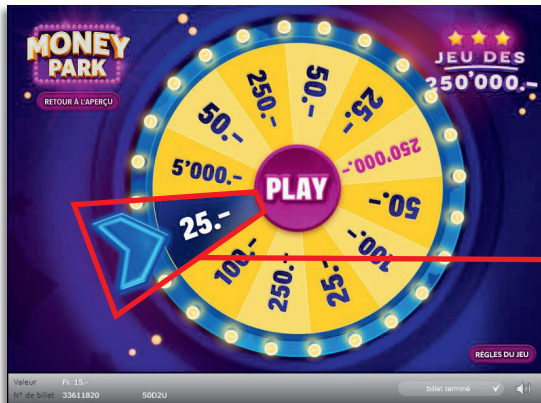 MONEY
PARK
RETOUR À L'APERÇU
JEU DES
250'000.-
50.-
25.-
250'000.-
50.-
100.-
25.-
250.-
100.-
25.-
5'000.-
50.-
250.-
PLAY
RÈGLES DU JEU
Valeur Fr. 15.-
N° de billet 33611820 50D2U
billet terminé